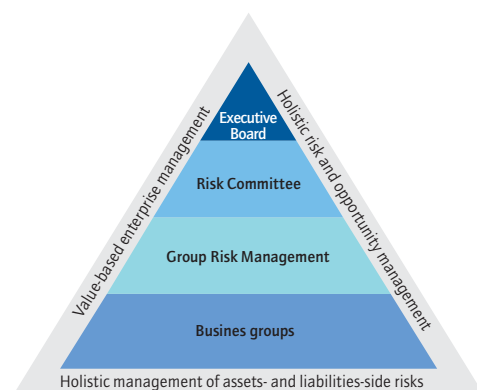 Executive
Board
Risk Committee
Group Risk Management
Busines groups
Value-based enterprise management
Holistic risk and opportunity management
Holistic management of assets- and liabilities-side risks